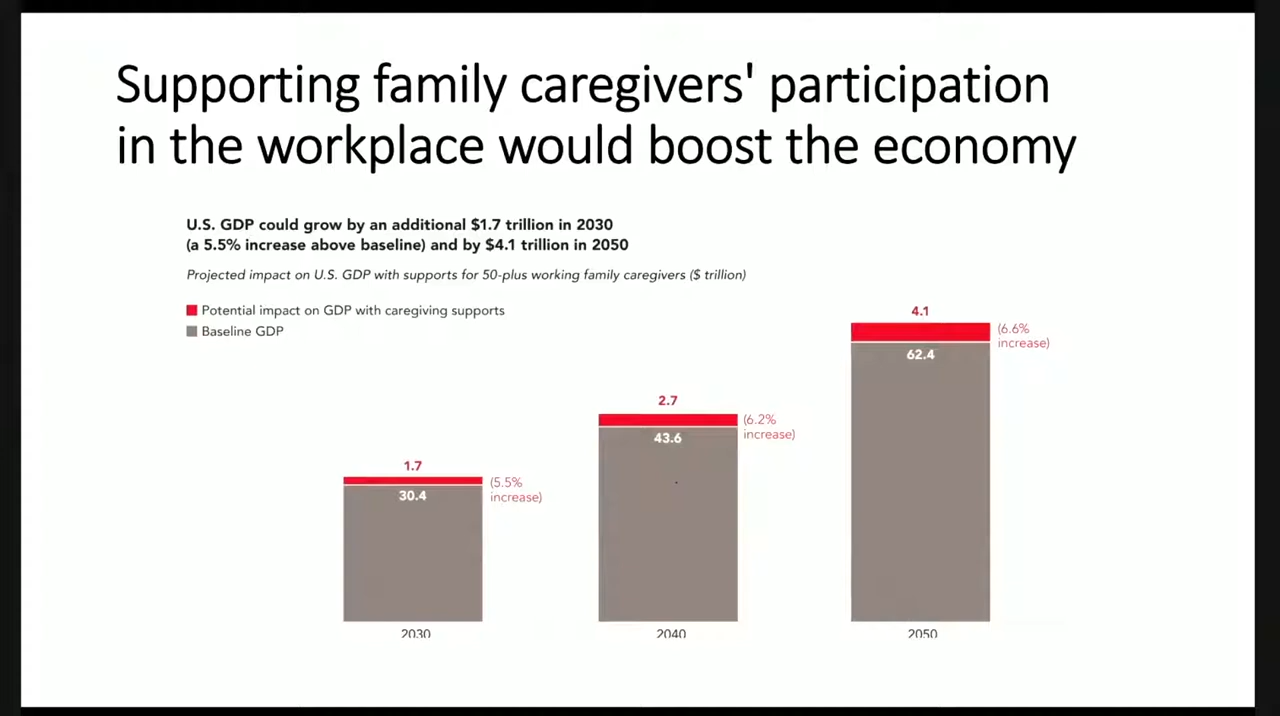 Supporting family caregivers' participation
in the workplace would boost the economy
U.S. GDP could grow by an additional $1.7 trillion in 2030
(a 5.5% increase above baseline) and by $4.1 trillion in 2050
Projected impact on U.S. GDP with supports for 50-plus working family caregivers ($ trillion)
Potential impact on GDP with caregiving supports
Baseline GDP
1.7
30.4
(5.5%
increase)
2.7
43.6
(6.2%
increase)
4.1
62.4
(6.6%
increase)
2030
2040
2050